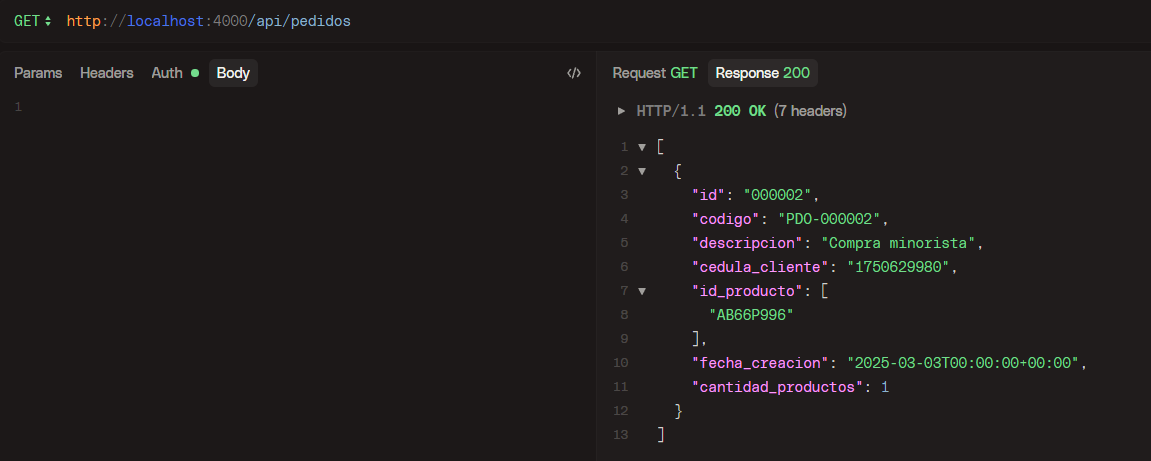 GET http://localhost:4000/api/pedidos
Params Headers Auth Body </>
1
Request GET Response 200
HTTP/1.1 200 OK (7 headers)
1 [
2 {
3 "id": "000002",
4 "codigo": "PDO-000002",
5 "descripcion": "Compra minorista",
6 "cedula_cliente": "1750629980",
7 "id_producto": [
8 "AB66P996"
9 ],
10 "fecha_creacion": "2025-03-03T00:00:00+00:00",
11 "cantidad_productos": 1
12 }
13 ]